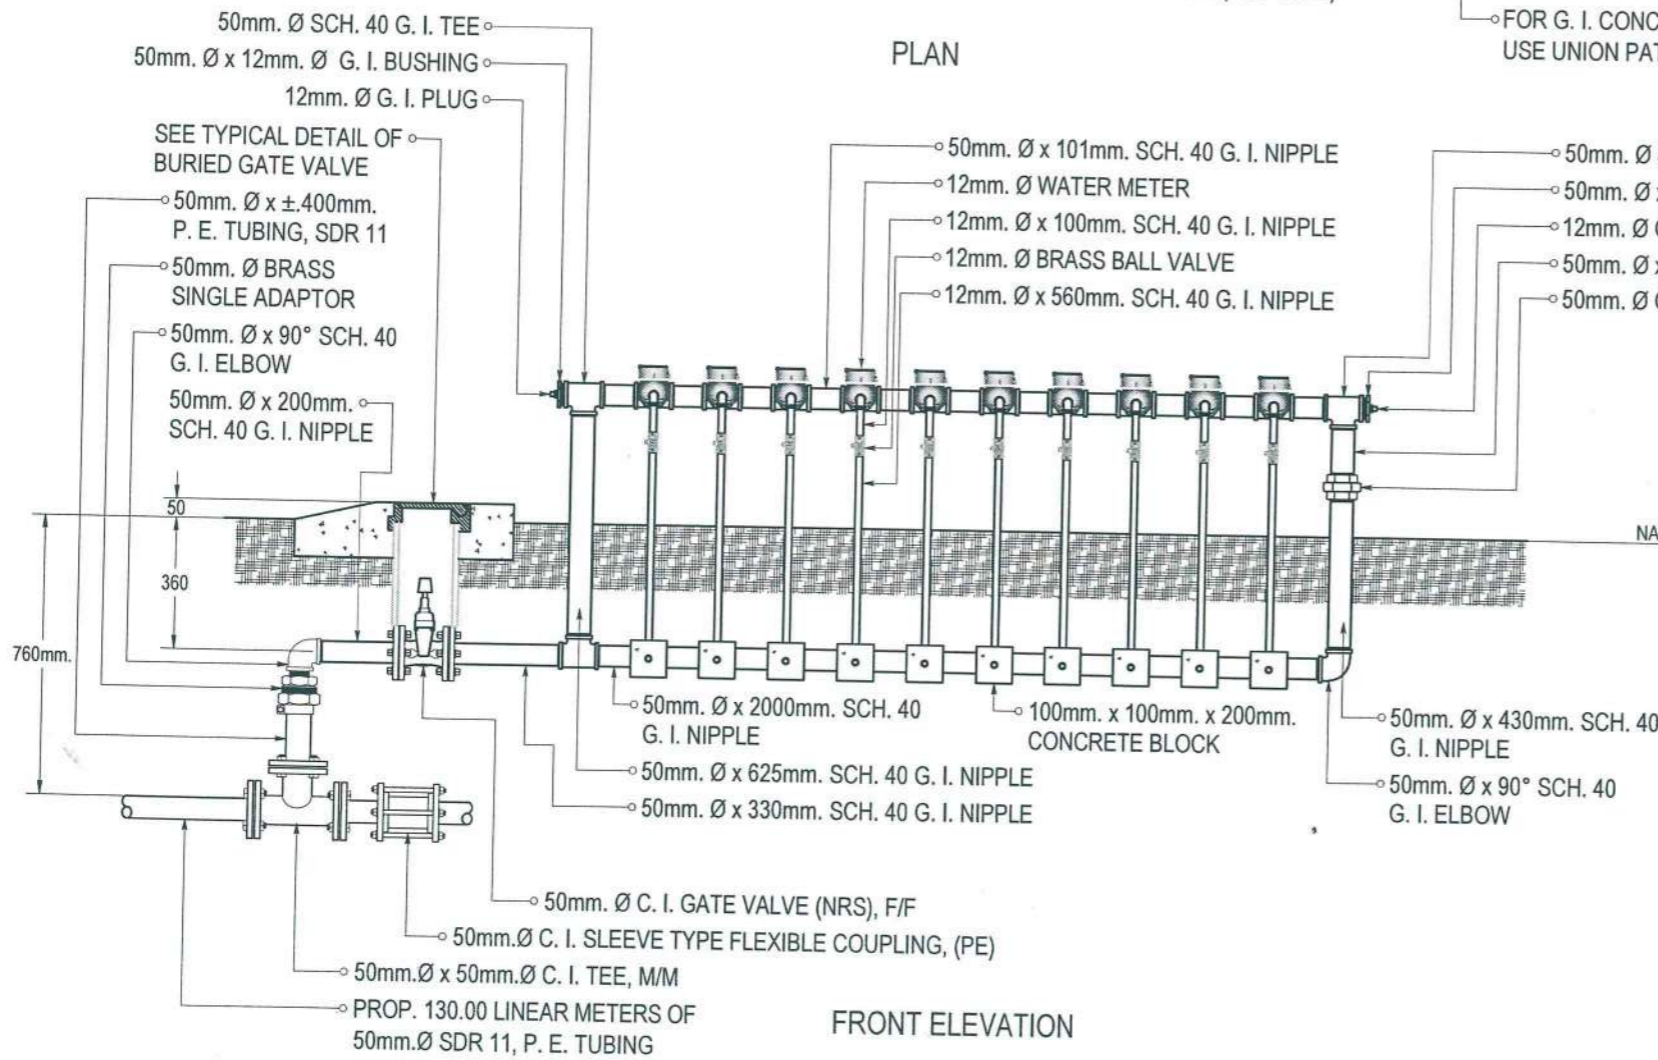 PLAN
FOR G. I. CONC
USE UNION PAT
50mm. Ø SCH. 40 G. I. TEE
50mm. Ø x 12mm. Ø G. I. BUSHING
12mm. Ø G. I. PLUG
SEE TYPICAL DETAIL OF
BURIED GATE VALVE
50mm. Ø x ±.400mm.
P. E. TUBING, SDR 11
50mm. Ø BRASS
SINGLE ADAPTOR
50mm. Ø x 90° SCH. 40
G. I. ELBOW
50mm. Ø x 200mm.
SCH. 40 G. I. NIPPLE
50mm. Ø x 101mm. SCH. 40 G. I. NIPPLE
12mm. Ø WATER METER
12mm. Ø x 100mm. SCH. 40 G. I. NIPPLE
12mm. Ø BRASS BALL VALVE
12mm. Ø x 560mm. SCH. 40 G. I. NIPPLE
50mm. Ø
50mm. Ø x
12mm. Ø
50mm. Ø x
50mm. Ø
50
360
760mm.
NA
50mm. Ø x 2000mm. SCH. 40
G. I. NIPPLE
50mm. Ø x 625mm. SCH. 40 G. I. NIPPLE
50mm. Ø x 330mm. SCH. 40 G. I. NIPPLE
100mm. x 100mm. x 200mm.
CONCRETE BLOCK
50mm. Ø x 430mm. SCH. 40
G. I. NIPPLE
50mm. Ø x 90° SCH. 40
G. I. ELBOW
50mm. Ø C. I. GATE VALVE (NRS), F/F
50mm.Ø C. I. SLEEVE TYPE FLEXIBLE COUPLING, (PE)
50mm.Ø x 50mm.Ø C. I. TEE, M/M
PROP. 130.00 LINEAR METERS OF
50mm.Ø SDR 11, P. E. TUBING
FRONT ELEVATION